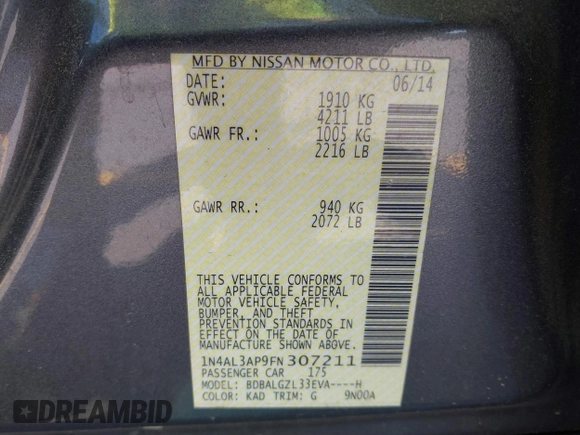 MFD BY NISSAN MOTOR CO., LTD.
DATE: 06/14
GVWR: 1910 KG
4211 LB
GAWR FR.: 1005 KG
2216 LB
GAWR RR.: 940 KG
2072 LB
THIS VEHICLE CONFORMS TO
ALL APPLICABLE FEDERAL
MOTOR VEHICLE SAFETY,
BUMPER, AND THEFT
PREVENTION STANDARDS
IN EFFECT ON THE DATE OF
MANUFACTURE SHOWN ABOVE.
1N4AL3AP9FN307211
PASSENGER CAR 175
MODEL: BDBALGZL33EVA----H
COLOR: KAD TRIM: G 9N00A
DREAMBID